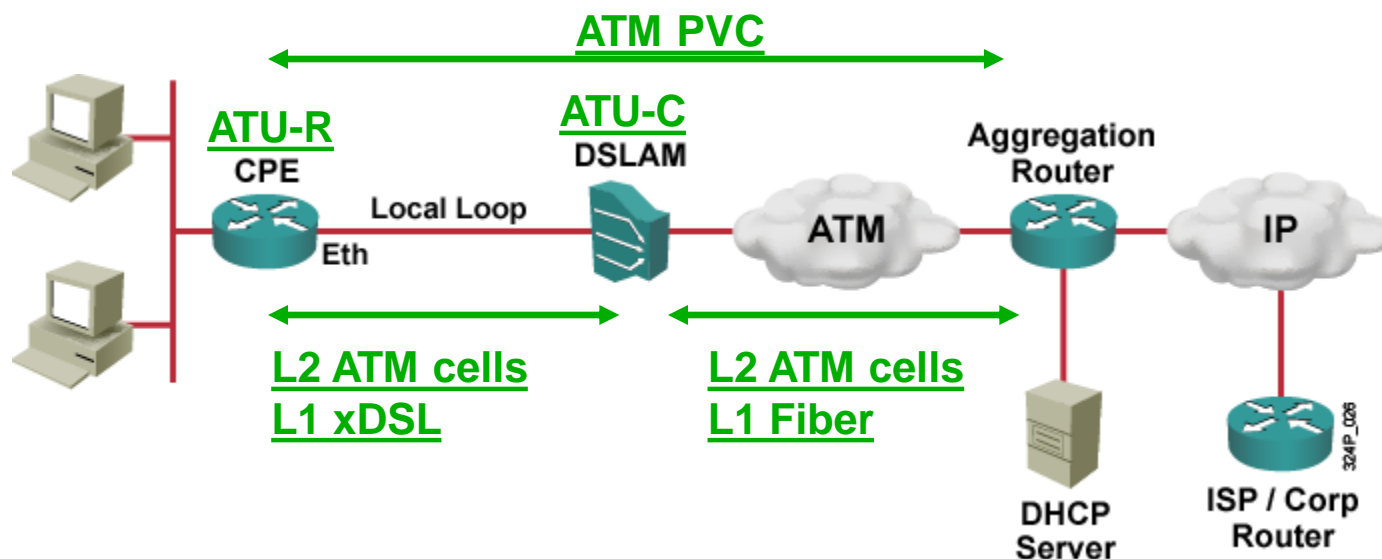 ATM PVC
ATU-R
CPE
ATU-C
DSLAM
Aggregation
Router
Local Loop
Eth
ATM
IP
L2 ATM cells
L1 xDSL
L2 ATM cells
L1 Fiber
DHCP
Server
ISP / Corp
Router
324P_026